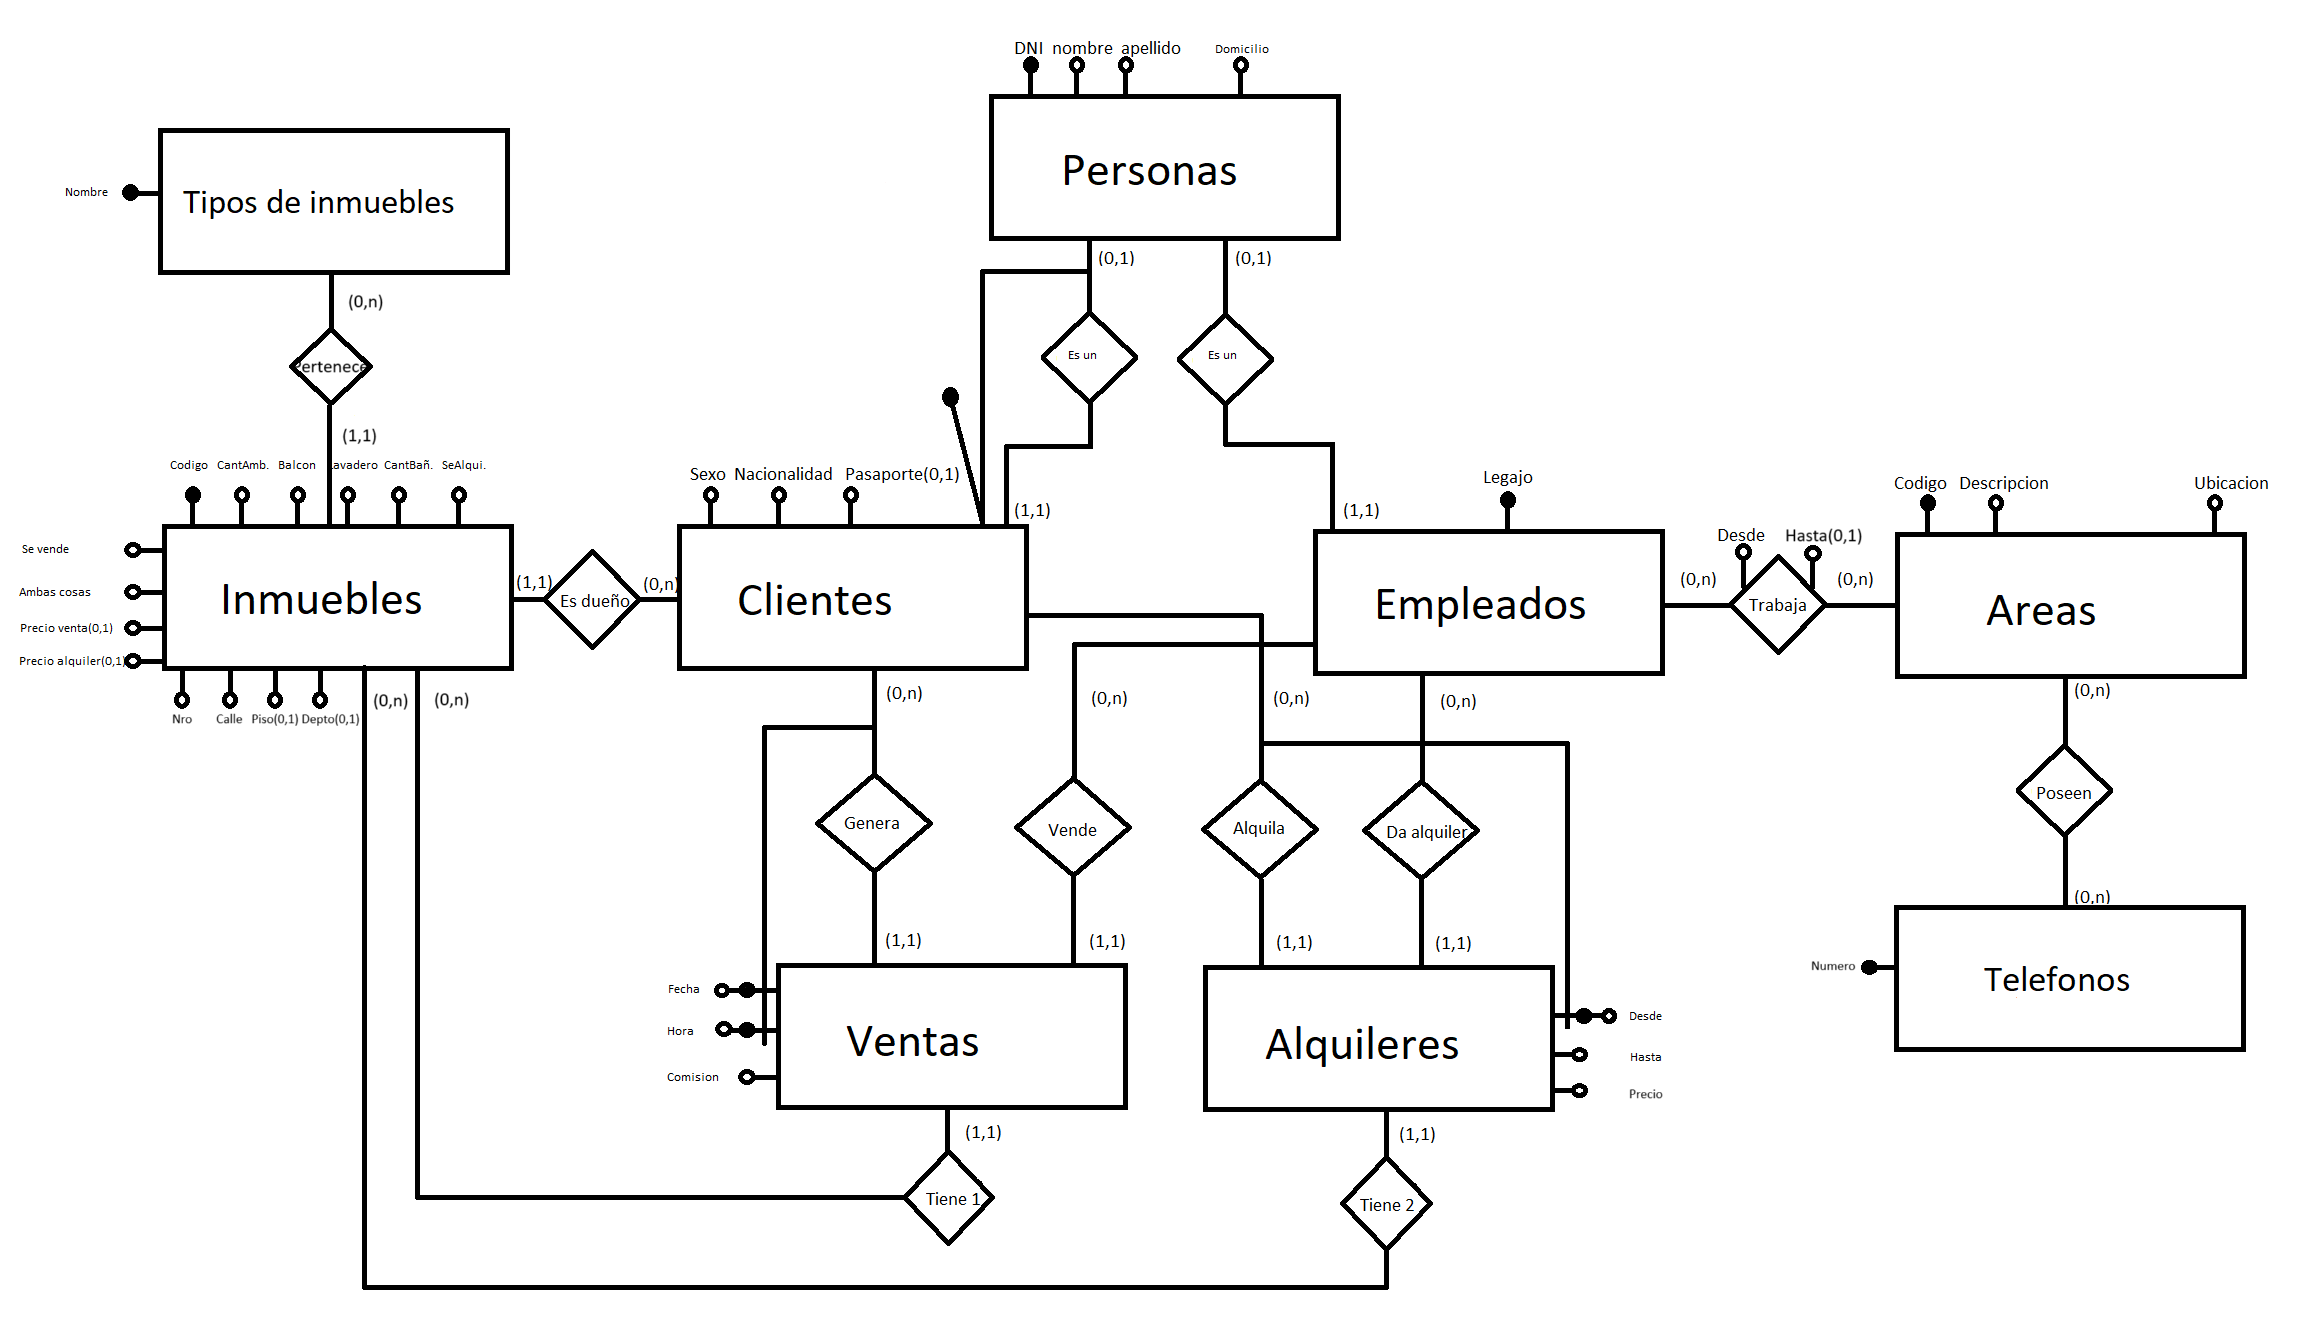 DNI nombre apellido Domicilio
Personas
(0,1) (0,1)
Es un Es un
(1,1) (1,1)
Nombre
Tipos de inmuebles
(0,n)
Pertenece
(1,1)
Codigo CantAmb. Balcon Lavadero CantBañ. SeAlqui.
Se vende
Ambas cosas
Precio venta(0,1)
Precio alquiler(0,1)
Inmuebles
Nro Calle Piso(0,1) Depto(0,1)
(0,n) (0,n)
(1,1) Es dueño (0,n)
Sexo Nacionalidad Pasaporte(0,1)
Clientes
(0,n)
Legajo
Empleados
(0,n) (0,n) (0,n)
Desde Hasta(0,1)
(0,n) Trabaja (0,n)
Codigo Descripcion Ubicacion
Areas
(0,n)
Poseen
(0,n)
Numero
Telefonos
Genera Vende Alquila Da alquiler
(1,1) (1,1) (1,1) (1,1)
Fecha
Hora
Comision
Ventas
Alquileres
Desde
Hasta
Precio
(1,1) (1,1)
Tiene 1 Tiene 2